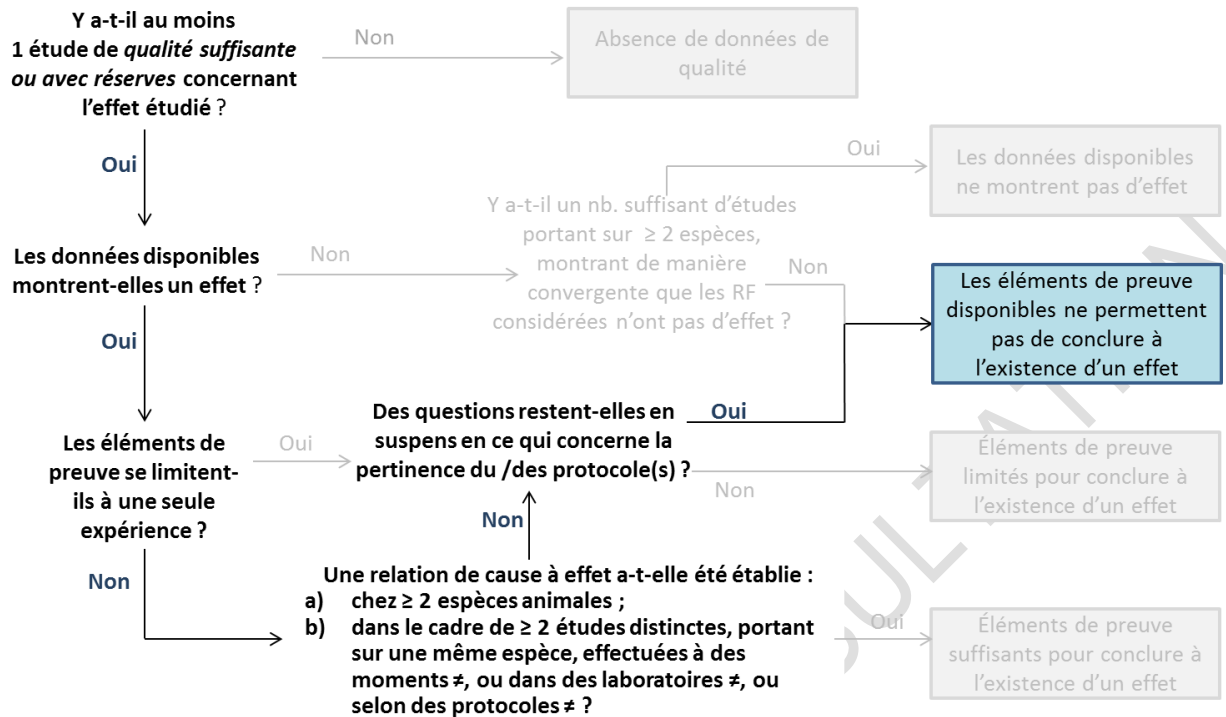 Y a-t-il au moins
1 étude de qualité suffisante
ou avec réserves concernant
l'effet étudié ?
Non
Absence de données de
qualité
Oui
Oui
Les données disponibles
ne montrent pas d'effet
Y a-t-il un nb. suffisant d'études
portant sur ≥ 2 espèces,
montrant de manière
convergente que les RF
considérées n'ont pas d'effet ?
Les données disponibles
montrent-elles un effet ?
Non
Non
Les éléments de preuve
disponibles ne permettent
pas de conclure à
l'existence d'un effet
Oui
Les éléments de
preuve se limitent-
ils à une seule
expérience ?
Oui
Des questions restent-elles en
suspens en ce qui concerne la
pertinence du /des protocole(s) ?
Oui
Non
Éléments de preuve
limités pour conclure à
l'existence d'un effet
Non
Non
Une relation de cause à effet a-t-elle été établie :
a) chez ≥ 2 espèces animales ;
b) dans le cadre de ≥ 2 études distinctes, portant
sur une même espèce, effectuées à des
moments ≠, ou dans des laboratoires ≠, ou
selon des protocoles ≠ ?
Oui
Éléments de preuve
suffisants pour conclure à
l'existence d'un effet